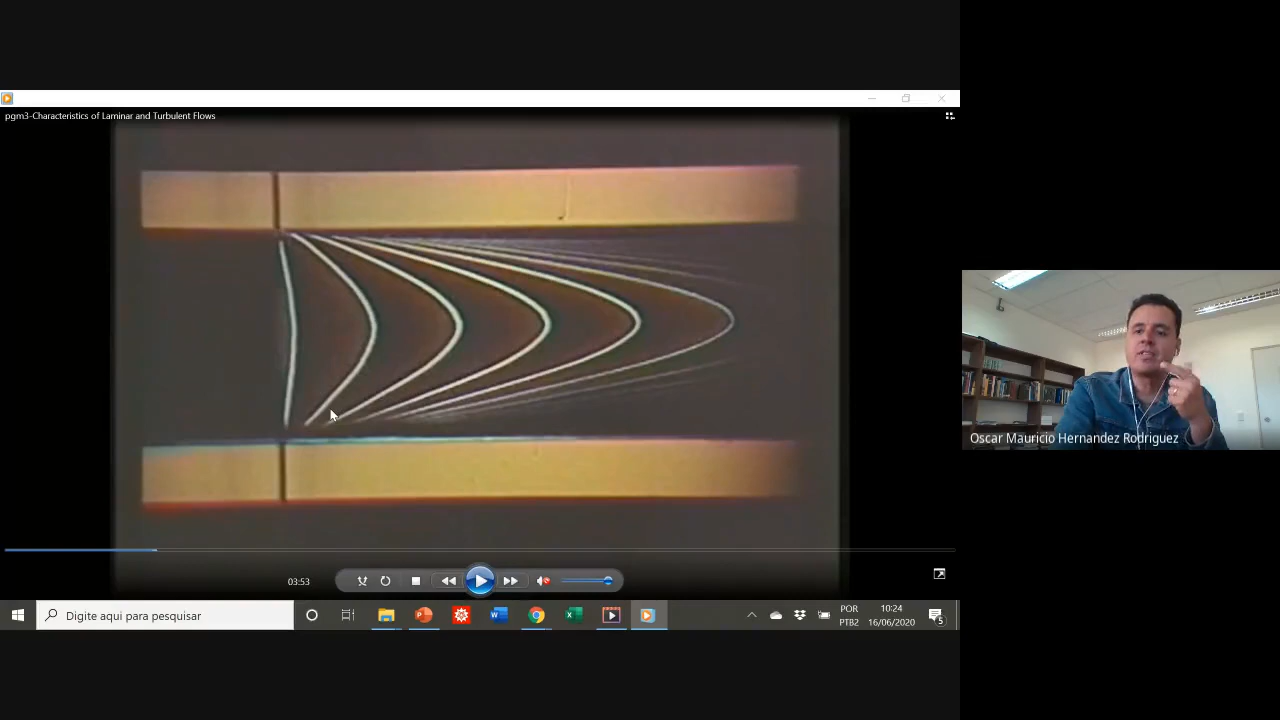 pgm3-Characteristics of Laminar and Turbulent Flows
Oscar Mauricio Hernandez Rodriguez
03:53
Digite aqui para pesquisar
POR
PTB2
10:24
16/06/2020
5